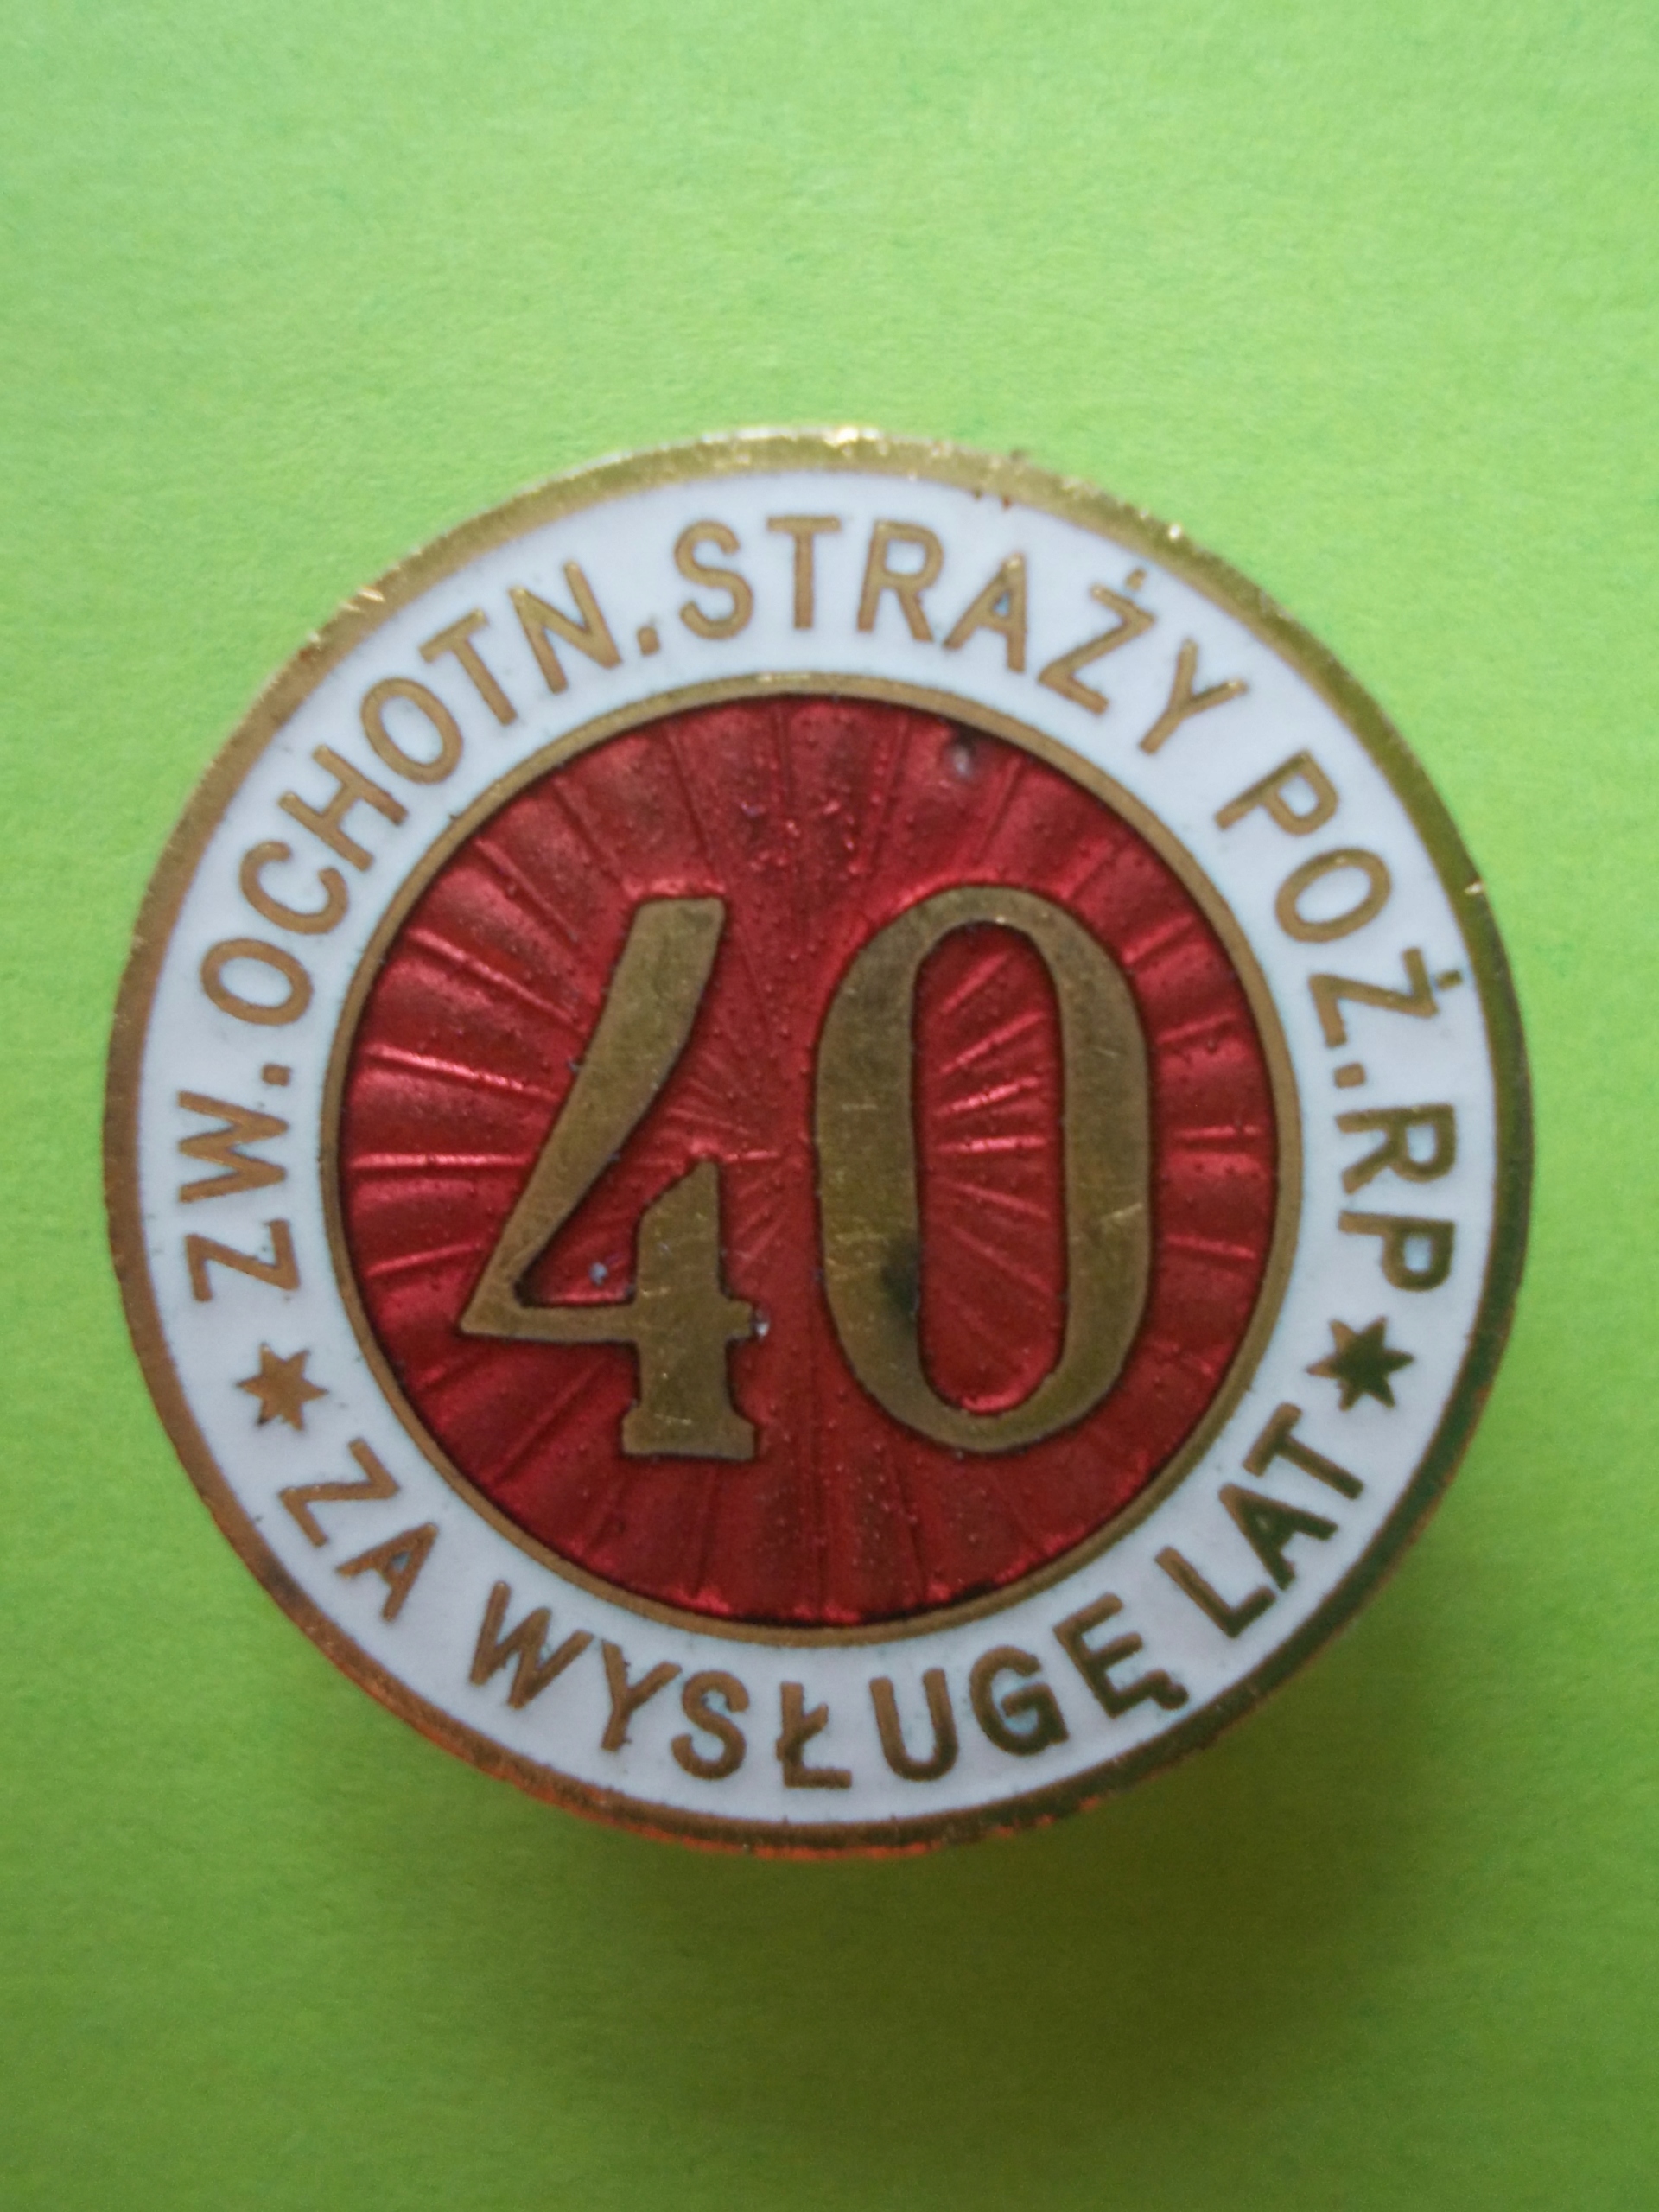 ZW. OCHOTN. STRAŻY POŻ. RP
40
ZA WYSŁUGĘ LAT